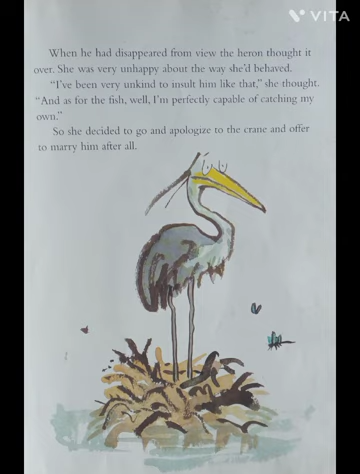 VITA
When he had disappeared from view the heron thought it
over. She was very unhappy about the way she'd behaved.
"I've been very unkind to insult him like that," she thought.
"And as for the fish, well, I'm perfectly capable of catching my
own."
So she decided to go and apologize to the crane and offer
to marry him after all.